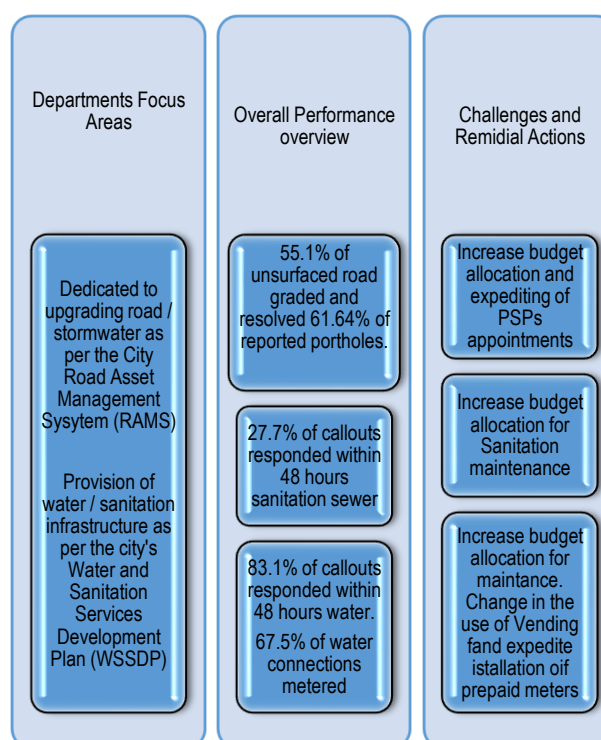 Departments Focus
Areas
Dedicated to
upgrading road /
stormwater as
per the City
Road Asset
Management
Sysytem (RAMS)
Provision of
water / sanitation
infrastructure as
per the city's
Water and
Sanitation
Services
Development
Plan (WSSDP)
Overall Performance
overview
55.1% of
unsurfaced road
graded and
resolved 61.64% of
reported portholes.
27.7% of callouts
responded within
48 hours
sanitation sewer
83.1% of callouts
responded within
48 hours water.
67.5% of water
connections
metered
Challenges and
Remidial Actions
Increase budget
allocation and
expediting of
PSPs
appointments
Increase budget
allocation for
Sanitation
maintenance
Increase budget
allocation for
maintance.
Change in the
use of Vending
fand expedite
istallation oif
prepaid meters